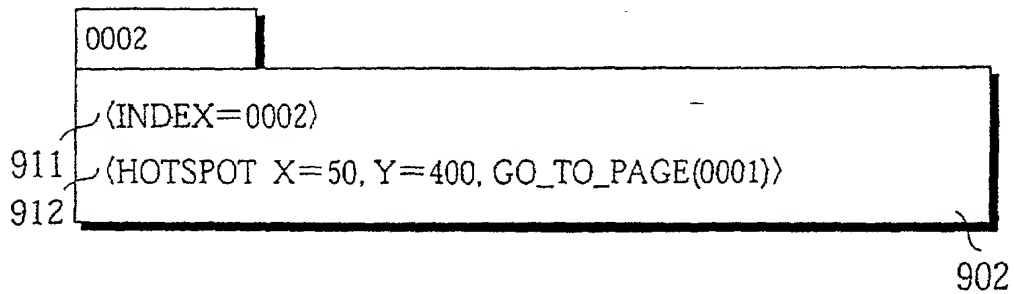 0002
〈INDEX=0002〉
911
〈HOTSPOT X=50, Y=400, GO_TO_PAGE(0001)〉
912
902